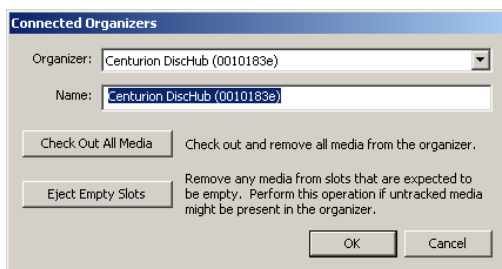 Connected Organizers
Organizer: Centurion DiscHub (0010183e)
Name: Centurion DiscHub (0010183e)
Check Out All Media Check out and remove all media from the organizer.
Remove any media from slots that are expected to
Eject Empty Slots be empty. Perform this operation if untracked media
might be present in the organizer.
OK Cancel